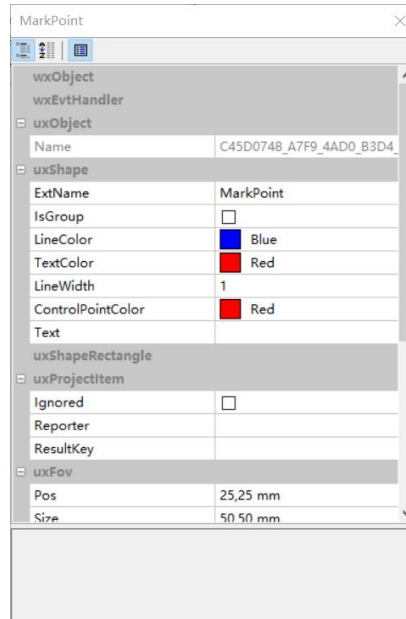 MarkPoint
wxObject
wxEvtHandler
uxObject
Name C45D0748_A7F9_4AD0_B3D4_
uxShape
ExtName MarkPoint
IsGroup
LineColor Blue
TextColor Red
LineWidth 1
ControlPointColor Red
Text
uxShapeRectangle
uxProjectItem
Ignored
Reporter
ResultKey
uxFov
Pos 25,25 mm
Size 50,50 mm